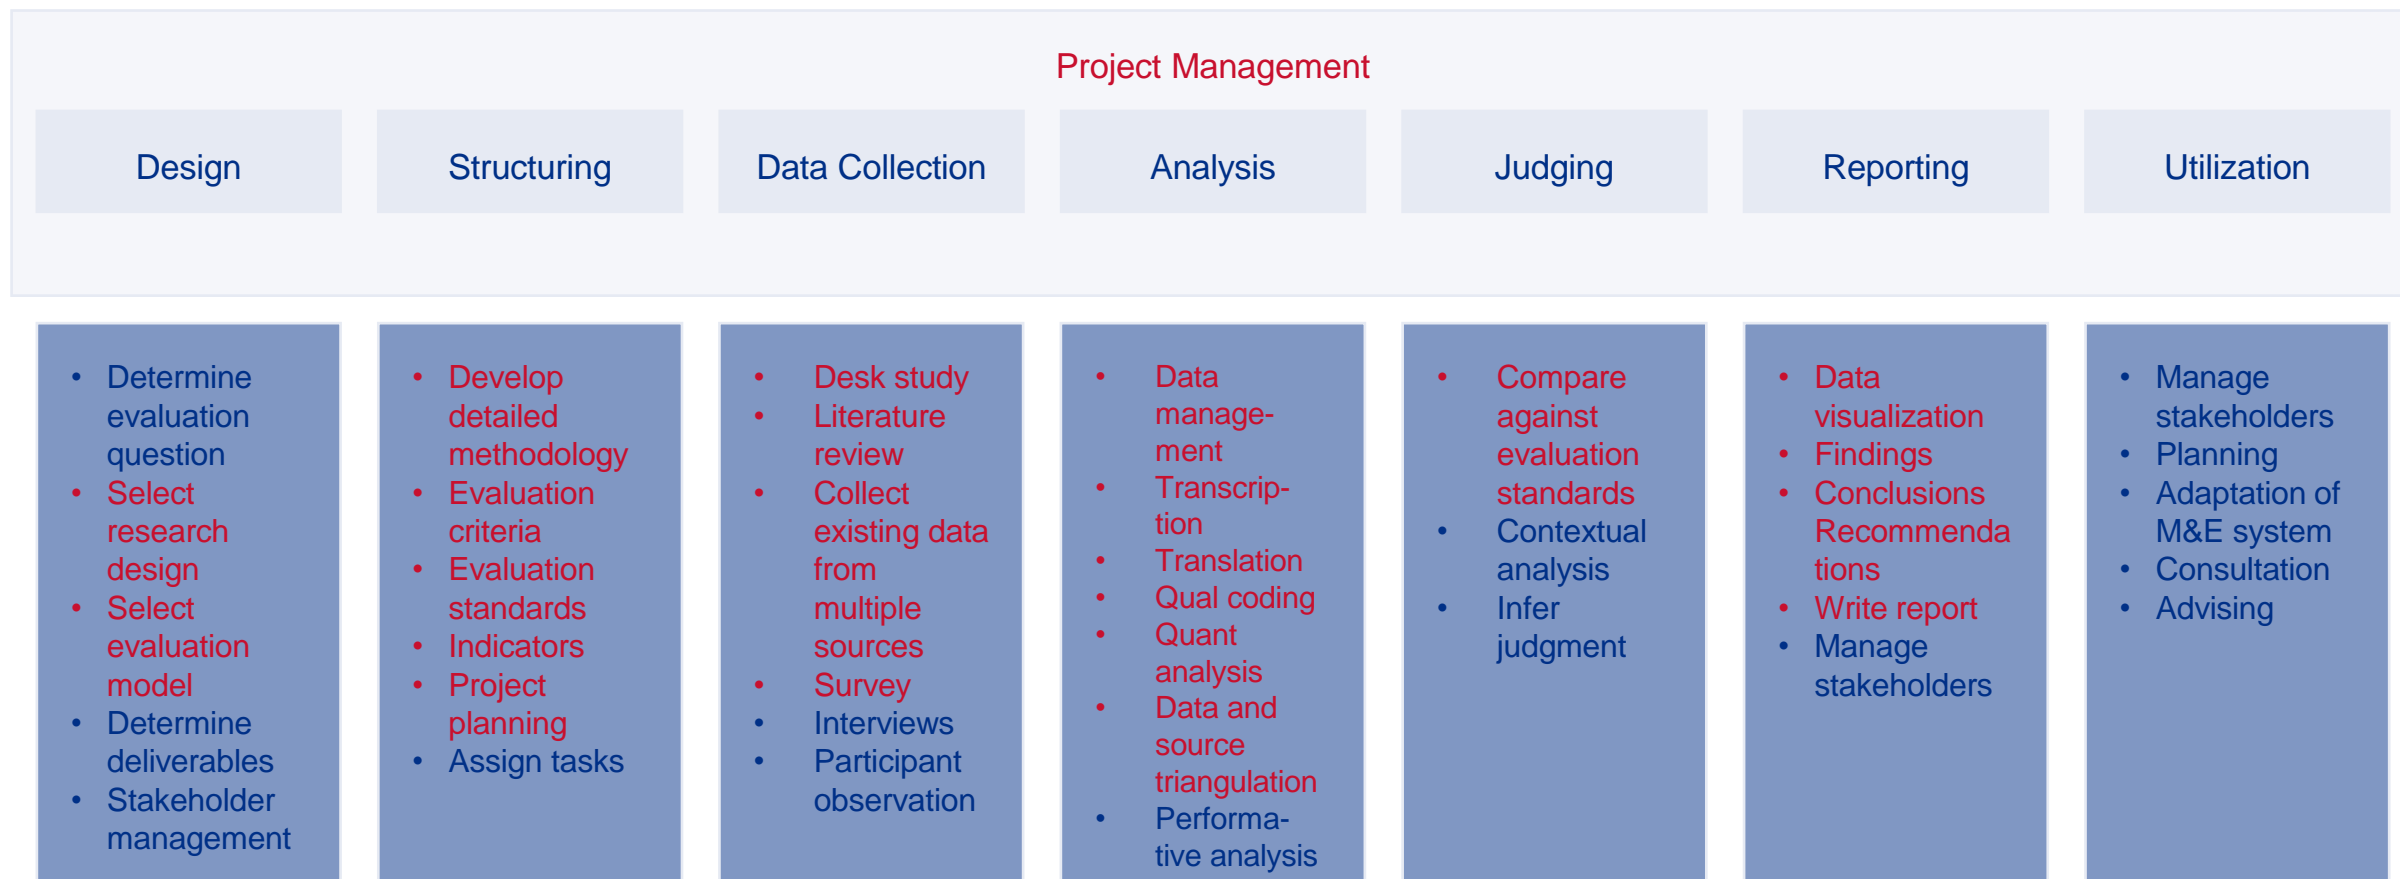 Project Management
Design
Structuring
Data Collection
Analysis
Judging
Reporting
Utilization
• Determine
evaluation
question
• Select
research
design
• Select
evaluation
model
• Determine
deliverables
• Stakeholder
management
• Develop
detailed
methodology
• Evaluation
criteria
• Evaluation
standards
• Indicators
• Project
planning
• Assign tasks
• Desk study
• Literature
review
• Collect
existing data
from
multiple
sources
• Survey
• Interviews
• Participant
observation
• Data
manage-
ment
• Transcrip-
tion
• Translation
• Qual coding
• Quant
analysis
• Data and
source
triangulation
• Performa-
tive analysis
• Compare
against
evaluation
standards
• Contextual
analysis
• Infer
judgment
• Data
visualization
• Findings
• Conclusions
Recommenda
tions
• Write report
• Manage
stakeholders
• Manage
stakeholders
• Planning
• Adaptation of
M&E system
• Consultation
• Advising